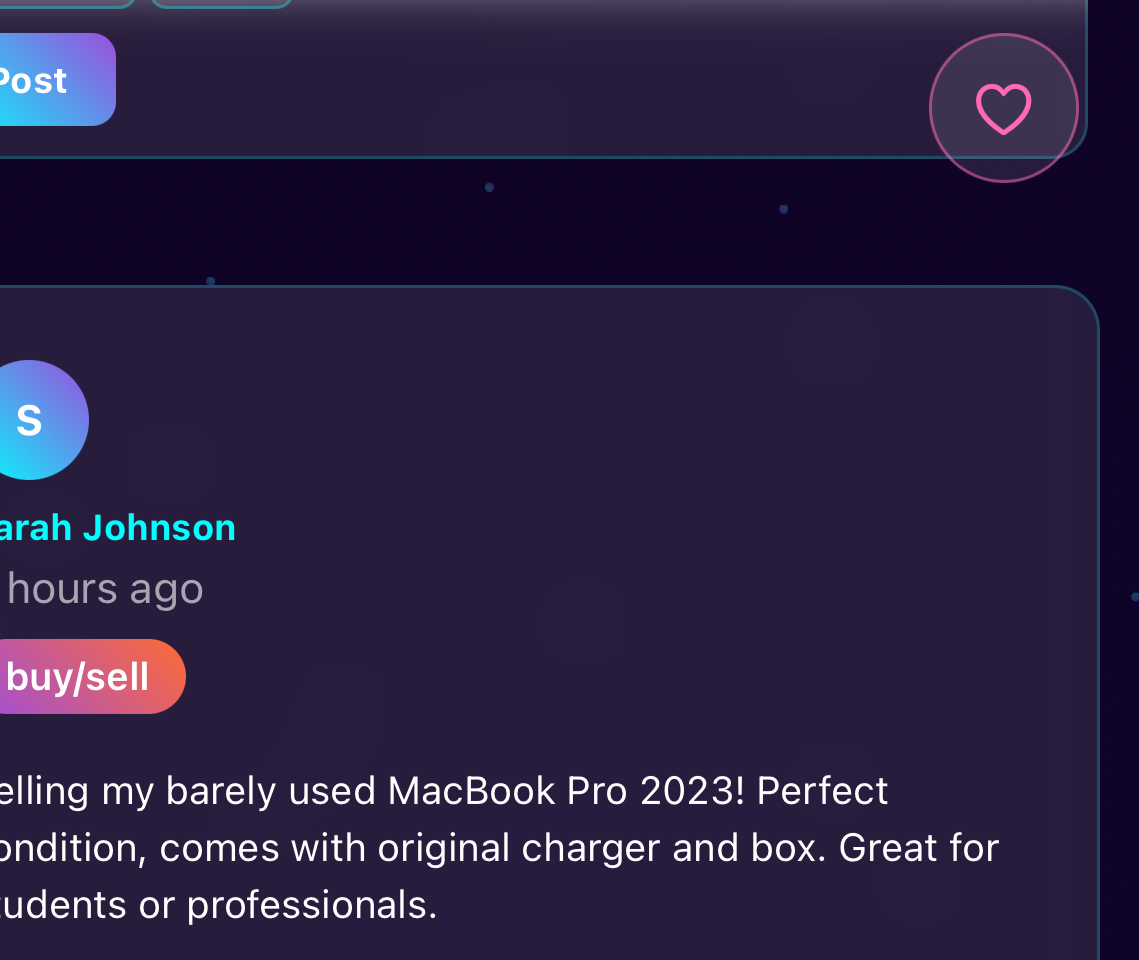 Post
S
arah Johnson
hours ago
buy/sell
elling my barely used MacBook Pro 2023! Perfect
ondition, comes with original charger and box. Great for
tudents or professionals.